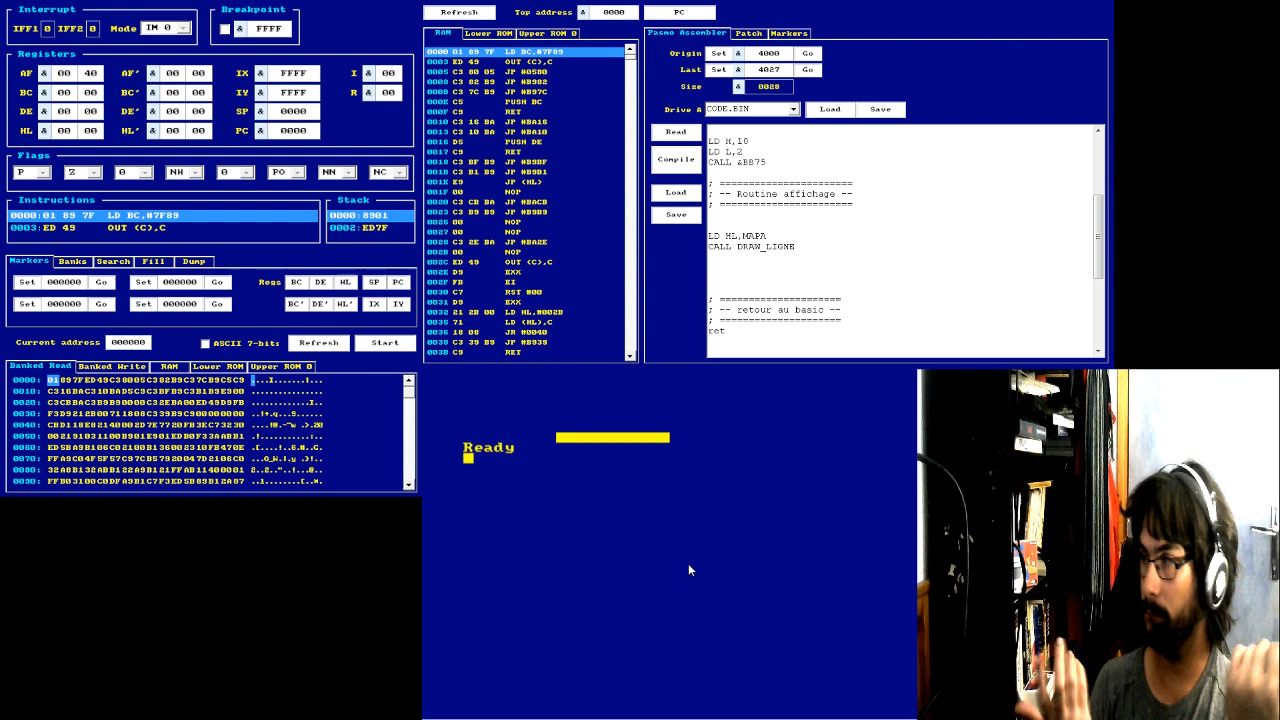 Interrupt
IFF1 0 IFF2 0 Mode IM 0
Breakpoint
& FFFF
Registers
AF & 00 40 AF' & 00 00 IX & FFFF I & 00
BC & 00 00 BC' & 00 00 IY & FFFF R & 00
DE & 00 00 DE' & 00 00 SP & 0000
HL & 00 00 HL' & 00 00 PC & 0000
Flags
P Z 0 NH 0 PO NN NC
Instructions
0000:01 89 7F LD BC,#7F89
0003:ED 49 OUT (C),C
Stack
0000:8901
0002:ED7F
Markers Banks Search Fill Dump
Set 000000 Go Set 000000 Go Regs BC DE HL SP PC
Set 000000 Go Set 000000 Go BC' DE' HL' IX IY
Current address 000000 ASCII 7-bits Refresh Start
Banked Read Banked Write RAM Lower ROM Upper ROM 0
Refresh Top address & 0000 PC
RAM Lower ROM Upper ROM 0
0000 01 89 7F LD BC,#7F89
0003 ED 49 OUT (C),C
0005 C3 80 05 JP #0580
0008 C3 82 B9 JP #B982
000B C3 7C B9 JP #B97C
000E C5 PUSH BC
000F C9 RET
0010 C3 16 BA JP #BA16
0013 C3 10 BA JP #BA10
0016 D5 PUSH DE
0017 C9 RET
0018 C3 BF B9 JP #B9BF
001B C3 B1 B9 JP #B9B1
001E E9 JP (HL)
001F 00 NOP
0020 C3 CB BA JP #BACB
0023 C3 B9 B9 JP #B9B9
0026 00 NOP
0027 00 NOP
0028 C3 2E BA JP #BA2E
002B 00 NOP
002C ED 49 OUT (C),C
002E D9 EXX
002F FB EI
0030 C7 RST #00
0031 D9 EXX
0032 21 2B 00 LD HL,#002B
0035 71 LD (HL),C
0036 18 08 JR #0040
0038 C3 39 B9 JP #B939
003B C9 RET
Pasmo Assembler Patch Markers
Origin Set & 4000 Go
Last Set & 4027 Go
Size & 0028
Drive A CODE.BIN Load Save
Read
Compile
Load
Save
LD H,10
LD L,2
CALL &BB75
; =======================
; -- Routine affichage --
; =======================
LD HL,MAPA
CALL DRAW_LIGNE
; =====================
; -- retour au basic --
; =====================
ret
Ready